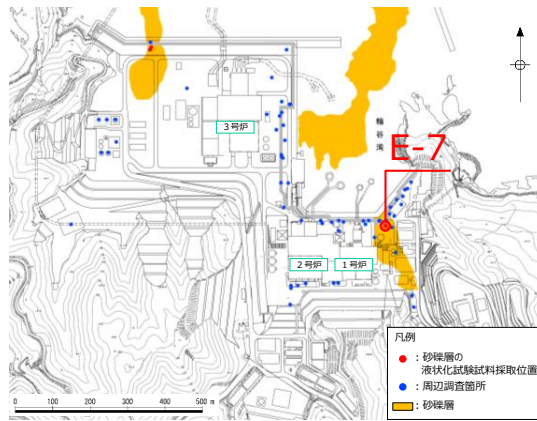 ３号炉
輪谷湾
E-7
２号炉
１号炉
凡例
：砂礫層の
液状化試験試料採取位置
：周辺調査箇所
：砂礫層
0 100 200 300 400 500 m